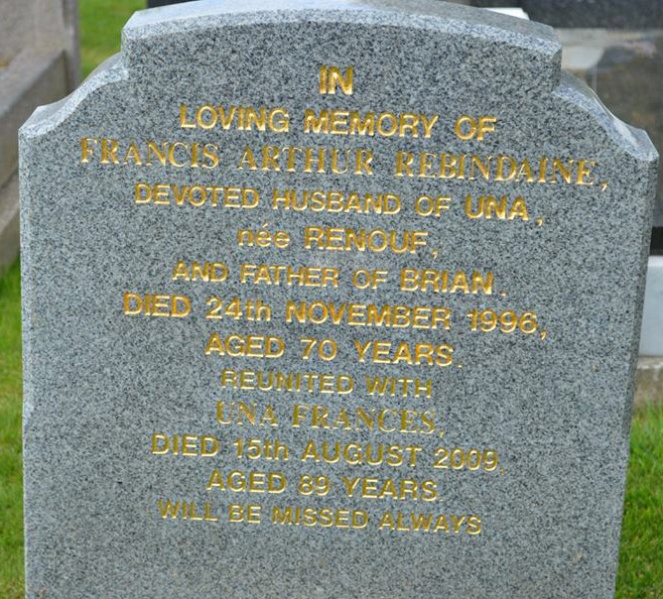 IN
LOVING MEMORY OF
FRANCIS ARTHUR REBINDAINE,
DEVOTED HUSBAND OF UNA,
née RENOUF,
AND FATHER OF BRIAN.
DIED 24th NOVEMBER 1996,
AGED 70 YEARS.
REUNITED WITH
UNA FRANCES,
DIED 15th AUGUST 2009,
AGED 89 YEARS.
WILL BE MISSED ALWAYS